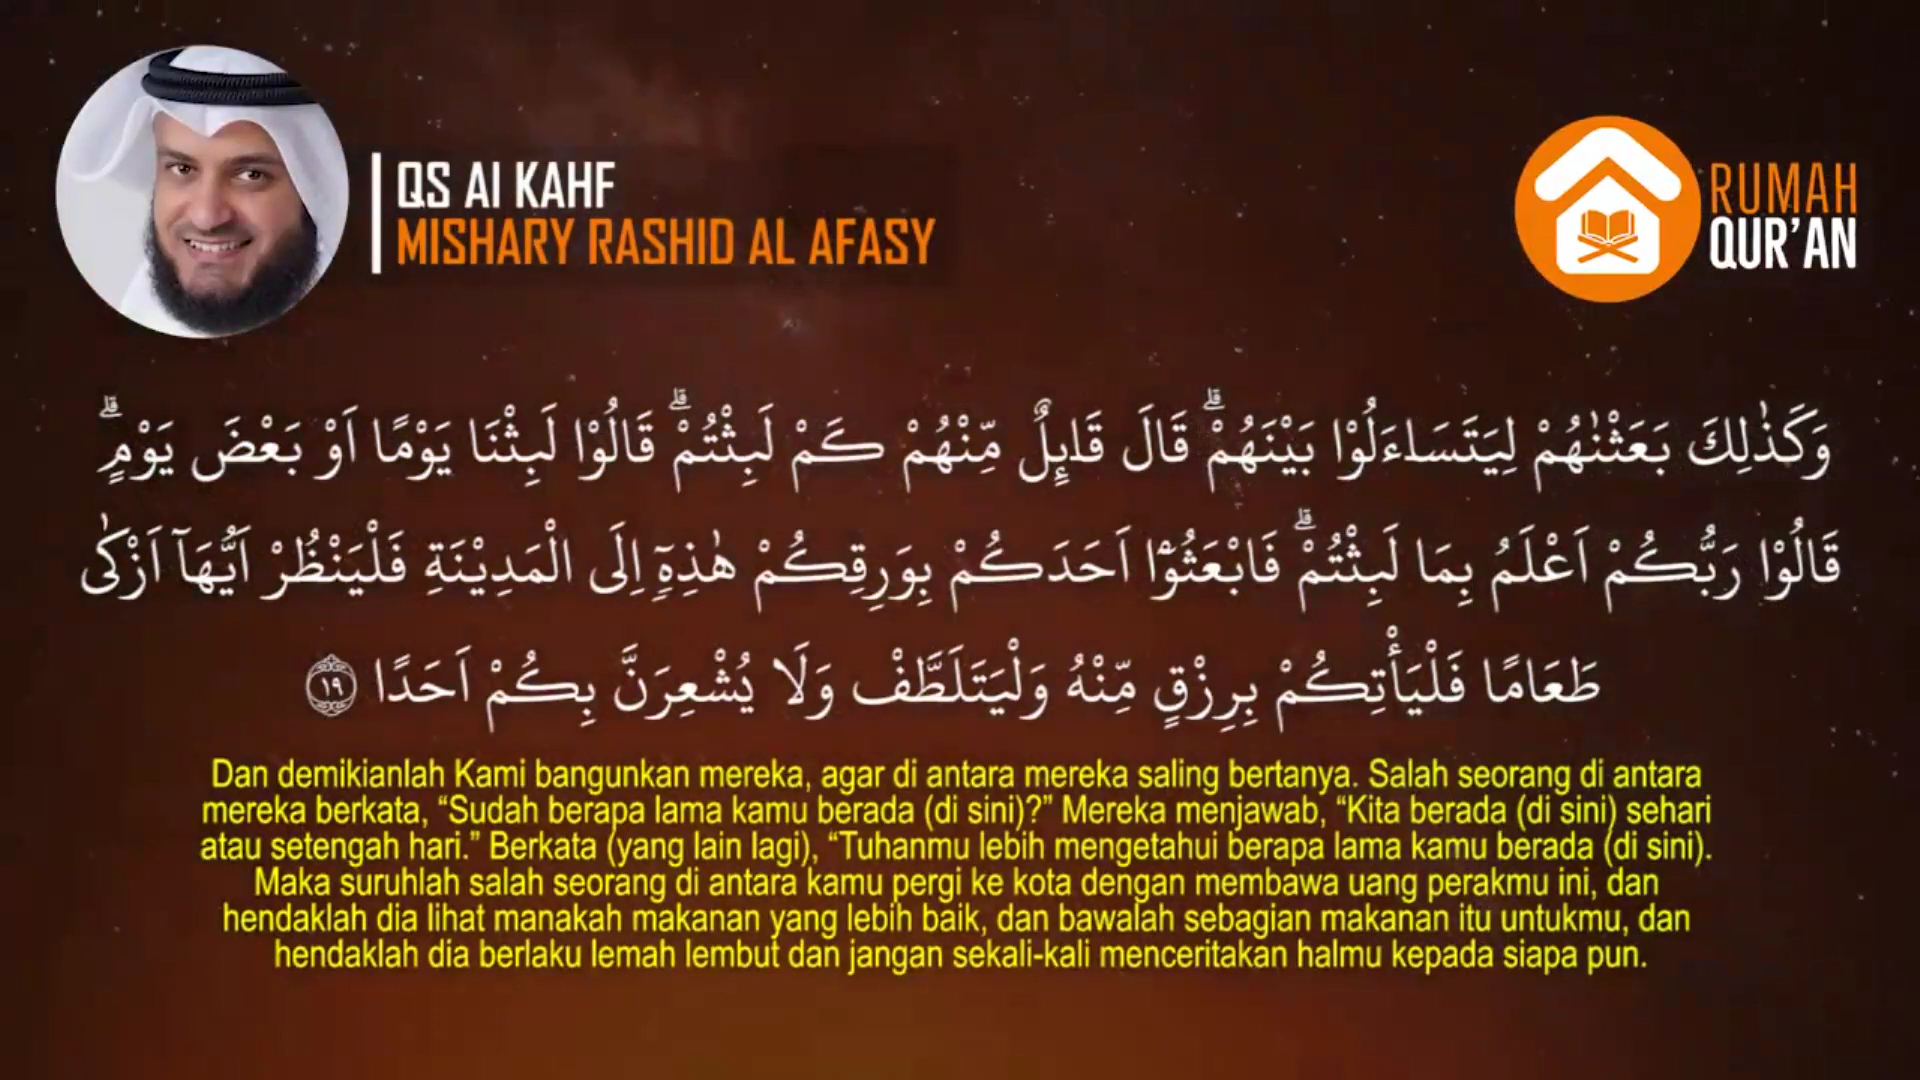 QS Al KAHF
MISHARY RASHID AL AFASY
RUMAH
QUR'AN
وَكَذٰلِكَ بَعَثْنٰهُمْ لِيَتَسَاۤءَلُوْا بَيْنَهُمْۗ قَالَ قَاۤىِٕلٌ مِّنْهُمْ كَمْ لَبِثْتُمْۗ قَالُوْا لَبِثْنَا يَوْمًا اَوْ بَعْضَ يَوْمٍۗ
قَالُوْا رَبُّكُمْ اَعْلَمُ بِمَا لَبِثْتُمْۗ فَابْعَثُوْٓا اَحَدَكُمْ بِوَرِقِكُمْ هٰذِهٖٓ اِلَى الْمَدِيْنَةِ فَلْيَنْظُرْ اَيُّهَآ اَزْكٰى
طَعَامًا فَلْيَأْتِكُمْ بِرِزْقٍ مِّنْهُ وَلْيَتَلَطَّفْ وَلَا يُشْعِرَنَّ بِكُمْ اَحَدًا ١٩
Dan demikianlah Kami bangunkan mereka, agar di antara mereka saling bertanya. Salah seorang di antara
mereka berkata, “Sudah berapa lama kamu berada (di sini)?” Mereka menjawab, “Kita berada (di sini) sehari
atau setengah hari.” Berkata (yang lain lagi), “Tuhanmu lebih mengetahui berapa lama kamu berada (di sini).
Maka suruhlah salah seorang di antara kamu pergi ke kota dengan membawa uang perakmu ini, dan
hendaklah dia lihat manakah makanan yang lebih baik, dan bawalah sebagian makanan itu untukmu, dan
hendaklah dia berlaku lemah lembut dan jangan sekali-kali menceritakan halmu kepada siapa pun.